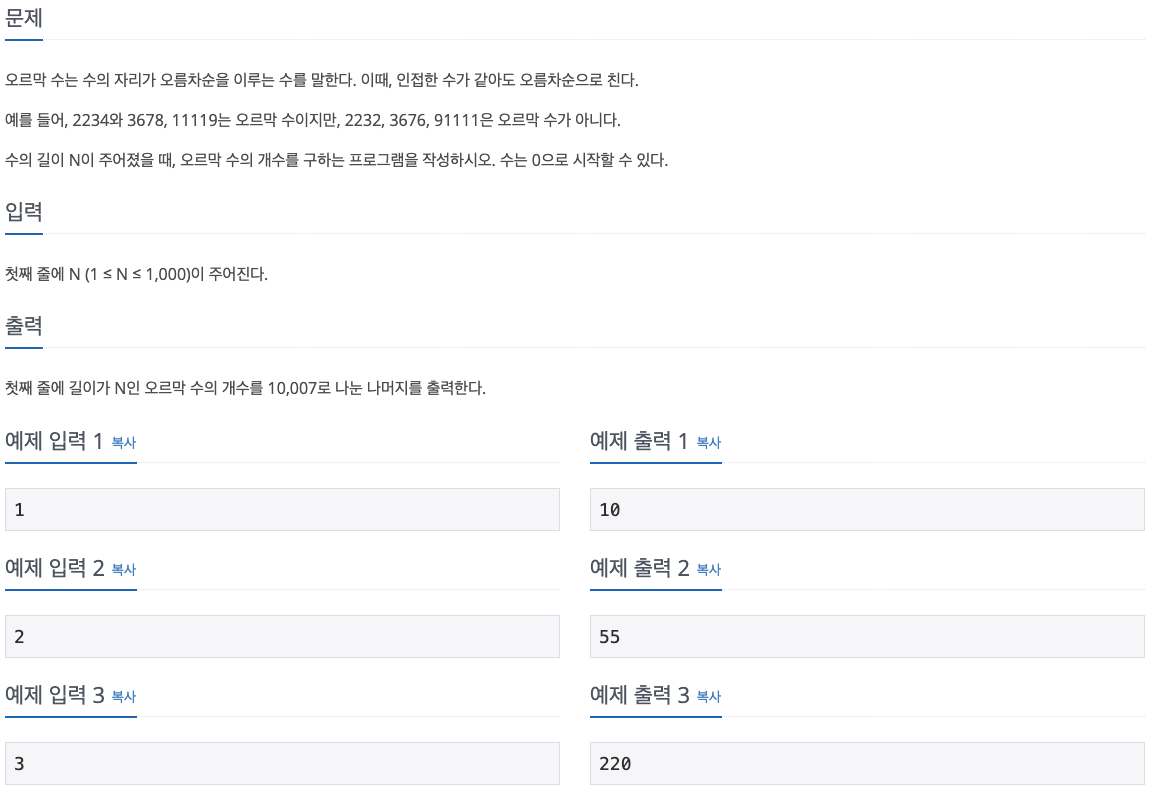 문제
오르막 수는 수의 자리가 오름차순을 이루는 수를 말한다. 이때, 인접한 수가 같아도 오름차순으로 친다.
예를 들어, 2234와 3678, 11119는 오르막 수이지만, 2232, 3676, 91111은 오르막 수가 아니다.
수의 길이 N이 주어졌을 때, 오르막 수의 개수를 구하는 프로그램을 작성하시오. 수는 0으로 시작할 수 있다.
입력
첫째 줄에 N (1 ≤ N ≤ 1,000)이 주어진다.
출력
첫째 줄에 길이가 N인 오르막 수의 개수를 10,007로 나눈 나머지를 출력한다.
예제 입력 1 복사
1
예제 출력 1 복사
10
예제 입력 2 복사
2
예제 출력 2 복사
55
예제 입력 3 복사
3
예제 출력 3 복사
220